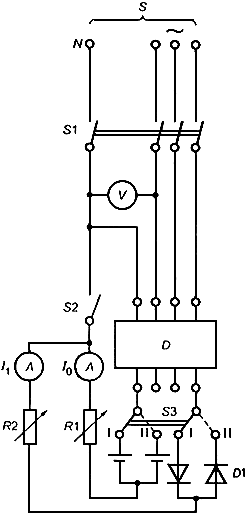 S
N ~
S1
V
S2
D
I₁ A I₀ A
S3
R2 R1 I II I II D1